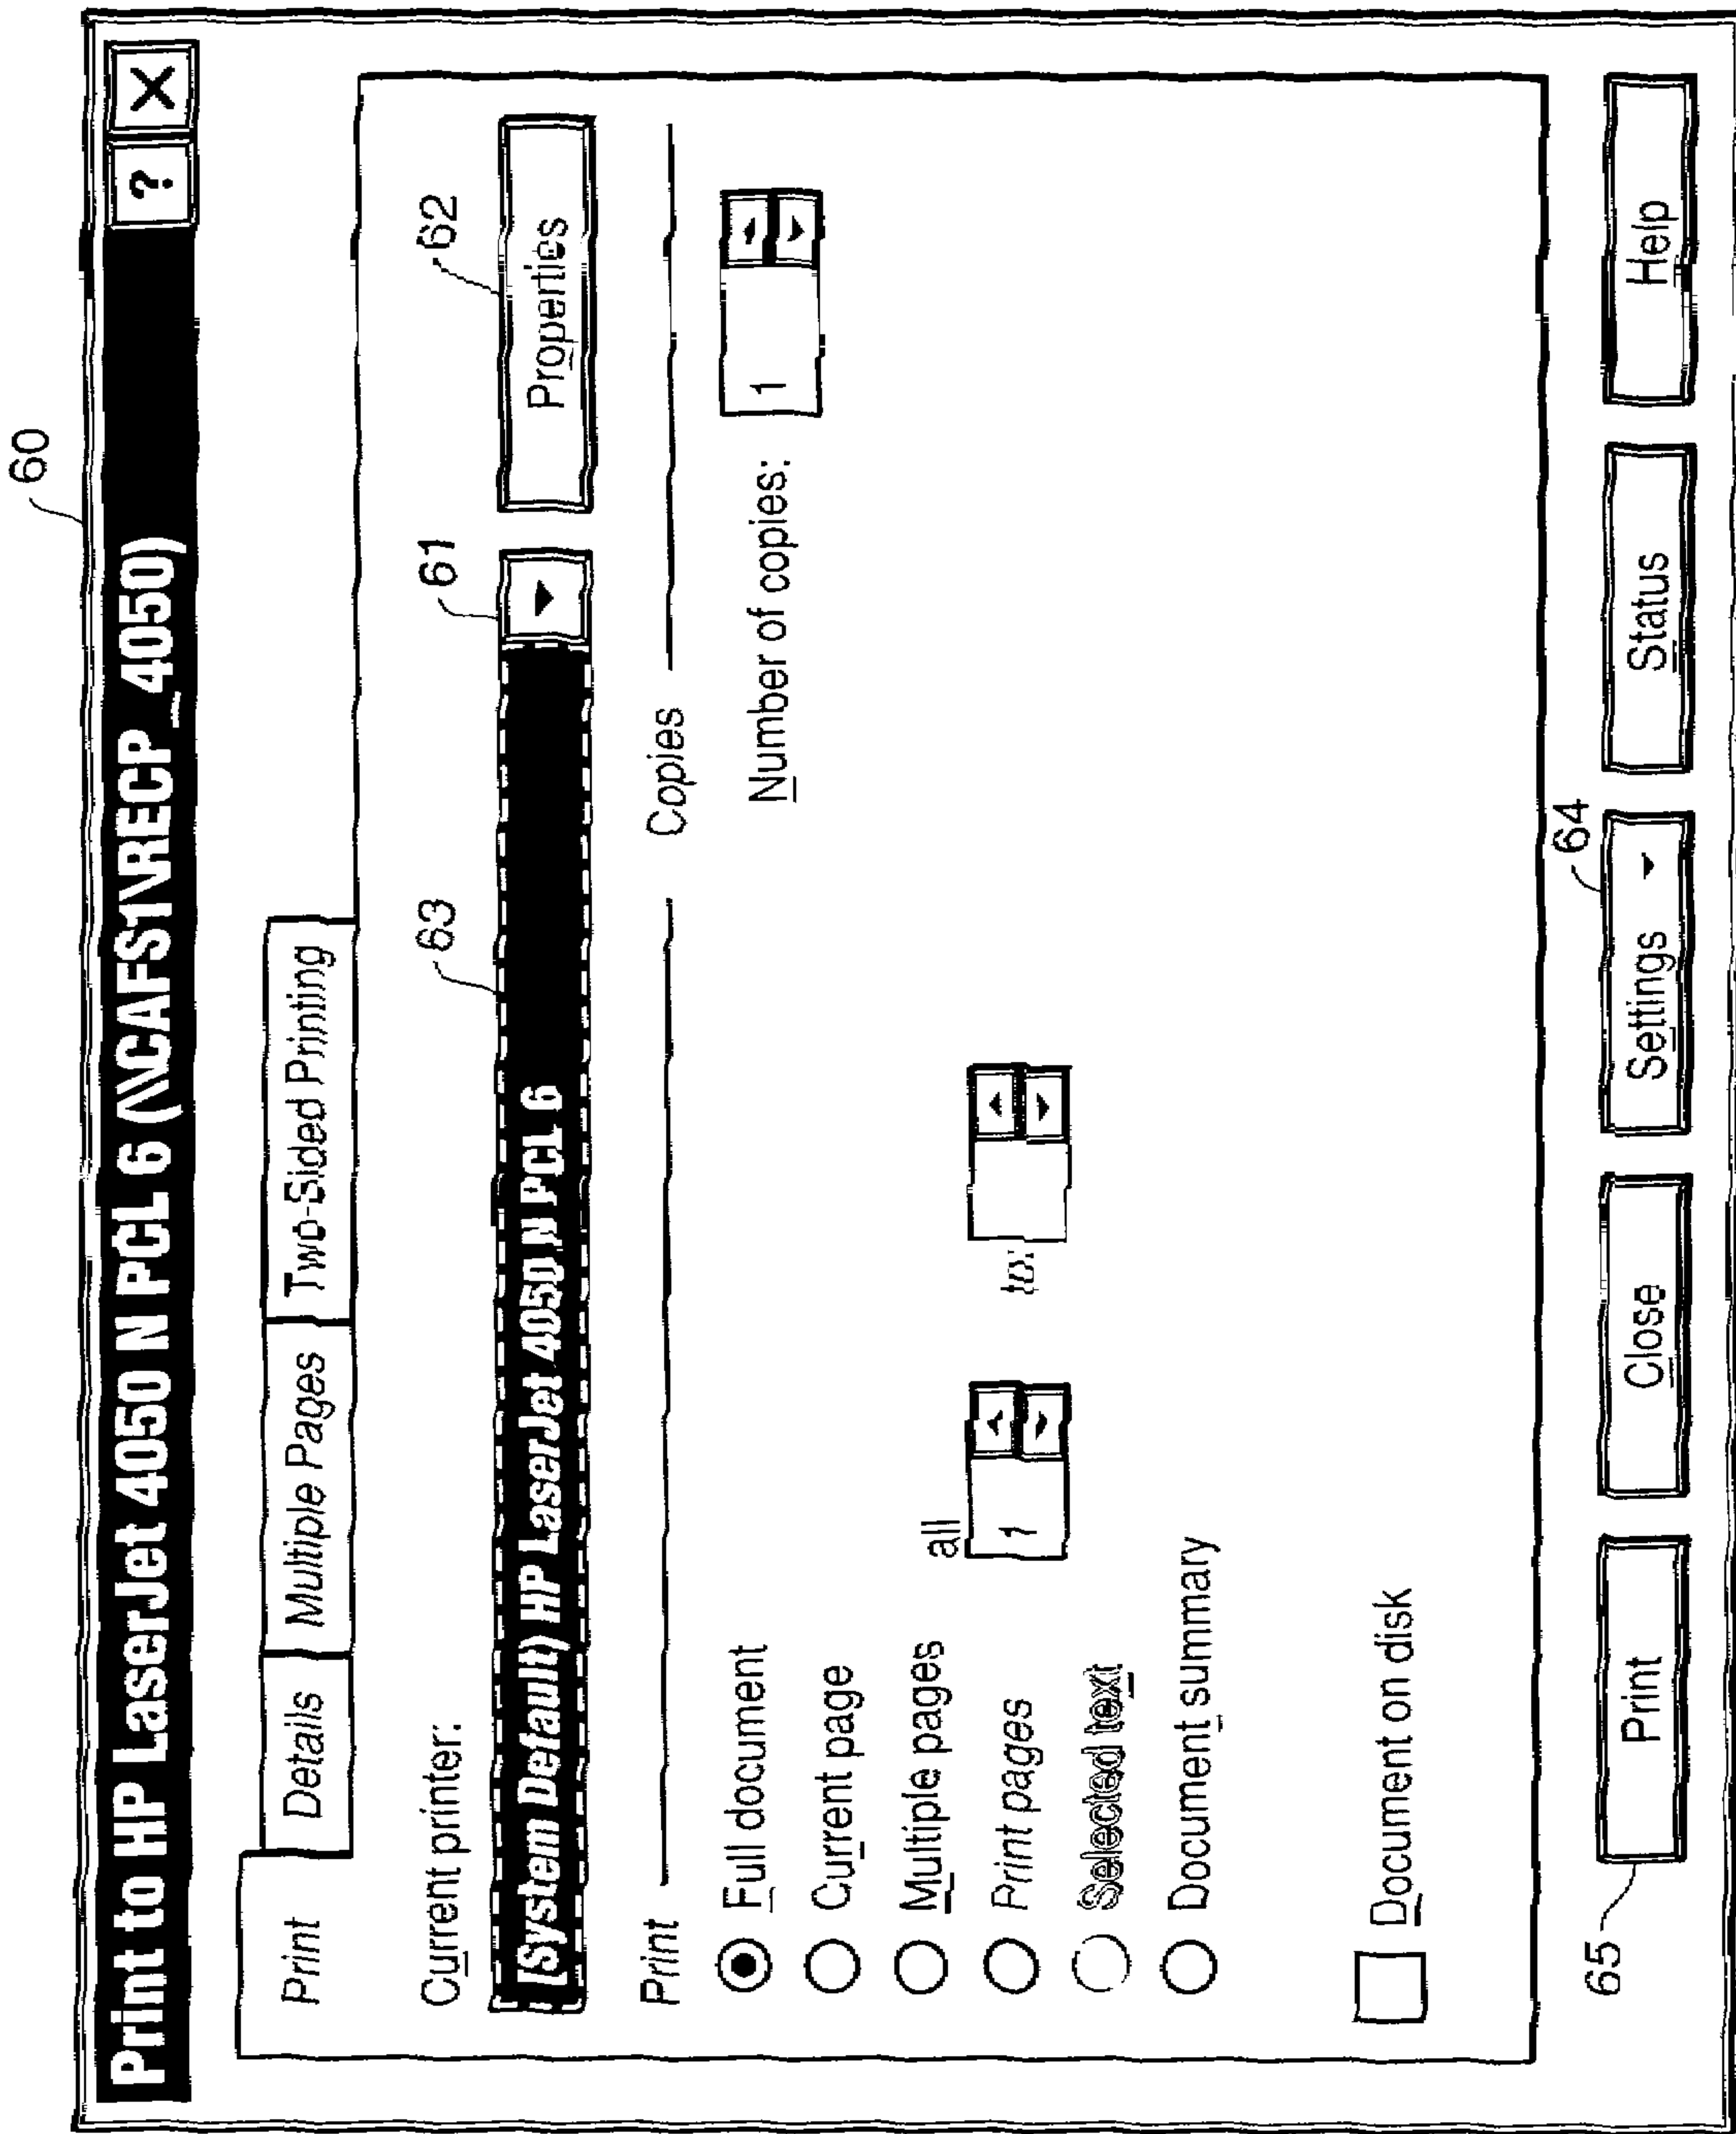 60
Print to HP LaserJet 4050 N PCL 6 (\\CAFS1\RECP_4050)
? X
Print Details Multiple Pages Two-Sided Printing
Current printer:
63 61 62
(System Default) HP LaserJet 4050 N PCL 6 Properties
Print Copies
Full document Number of copies: 1
Current page
Multiple pages all
Print pages 1 to:
Selected text
Document summary
Document on disk
64
65 Print Close Settings Status Help